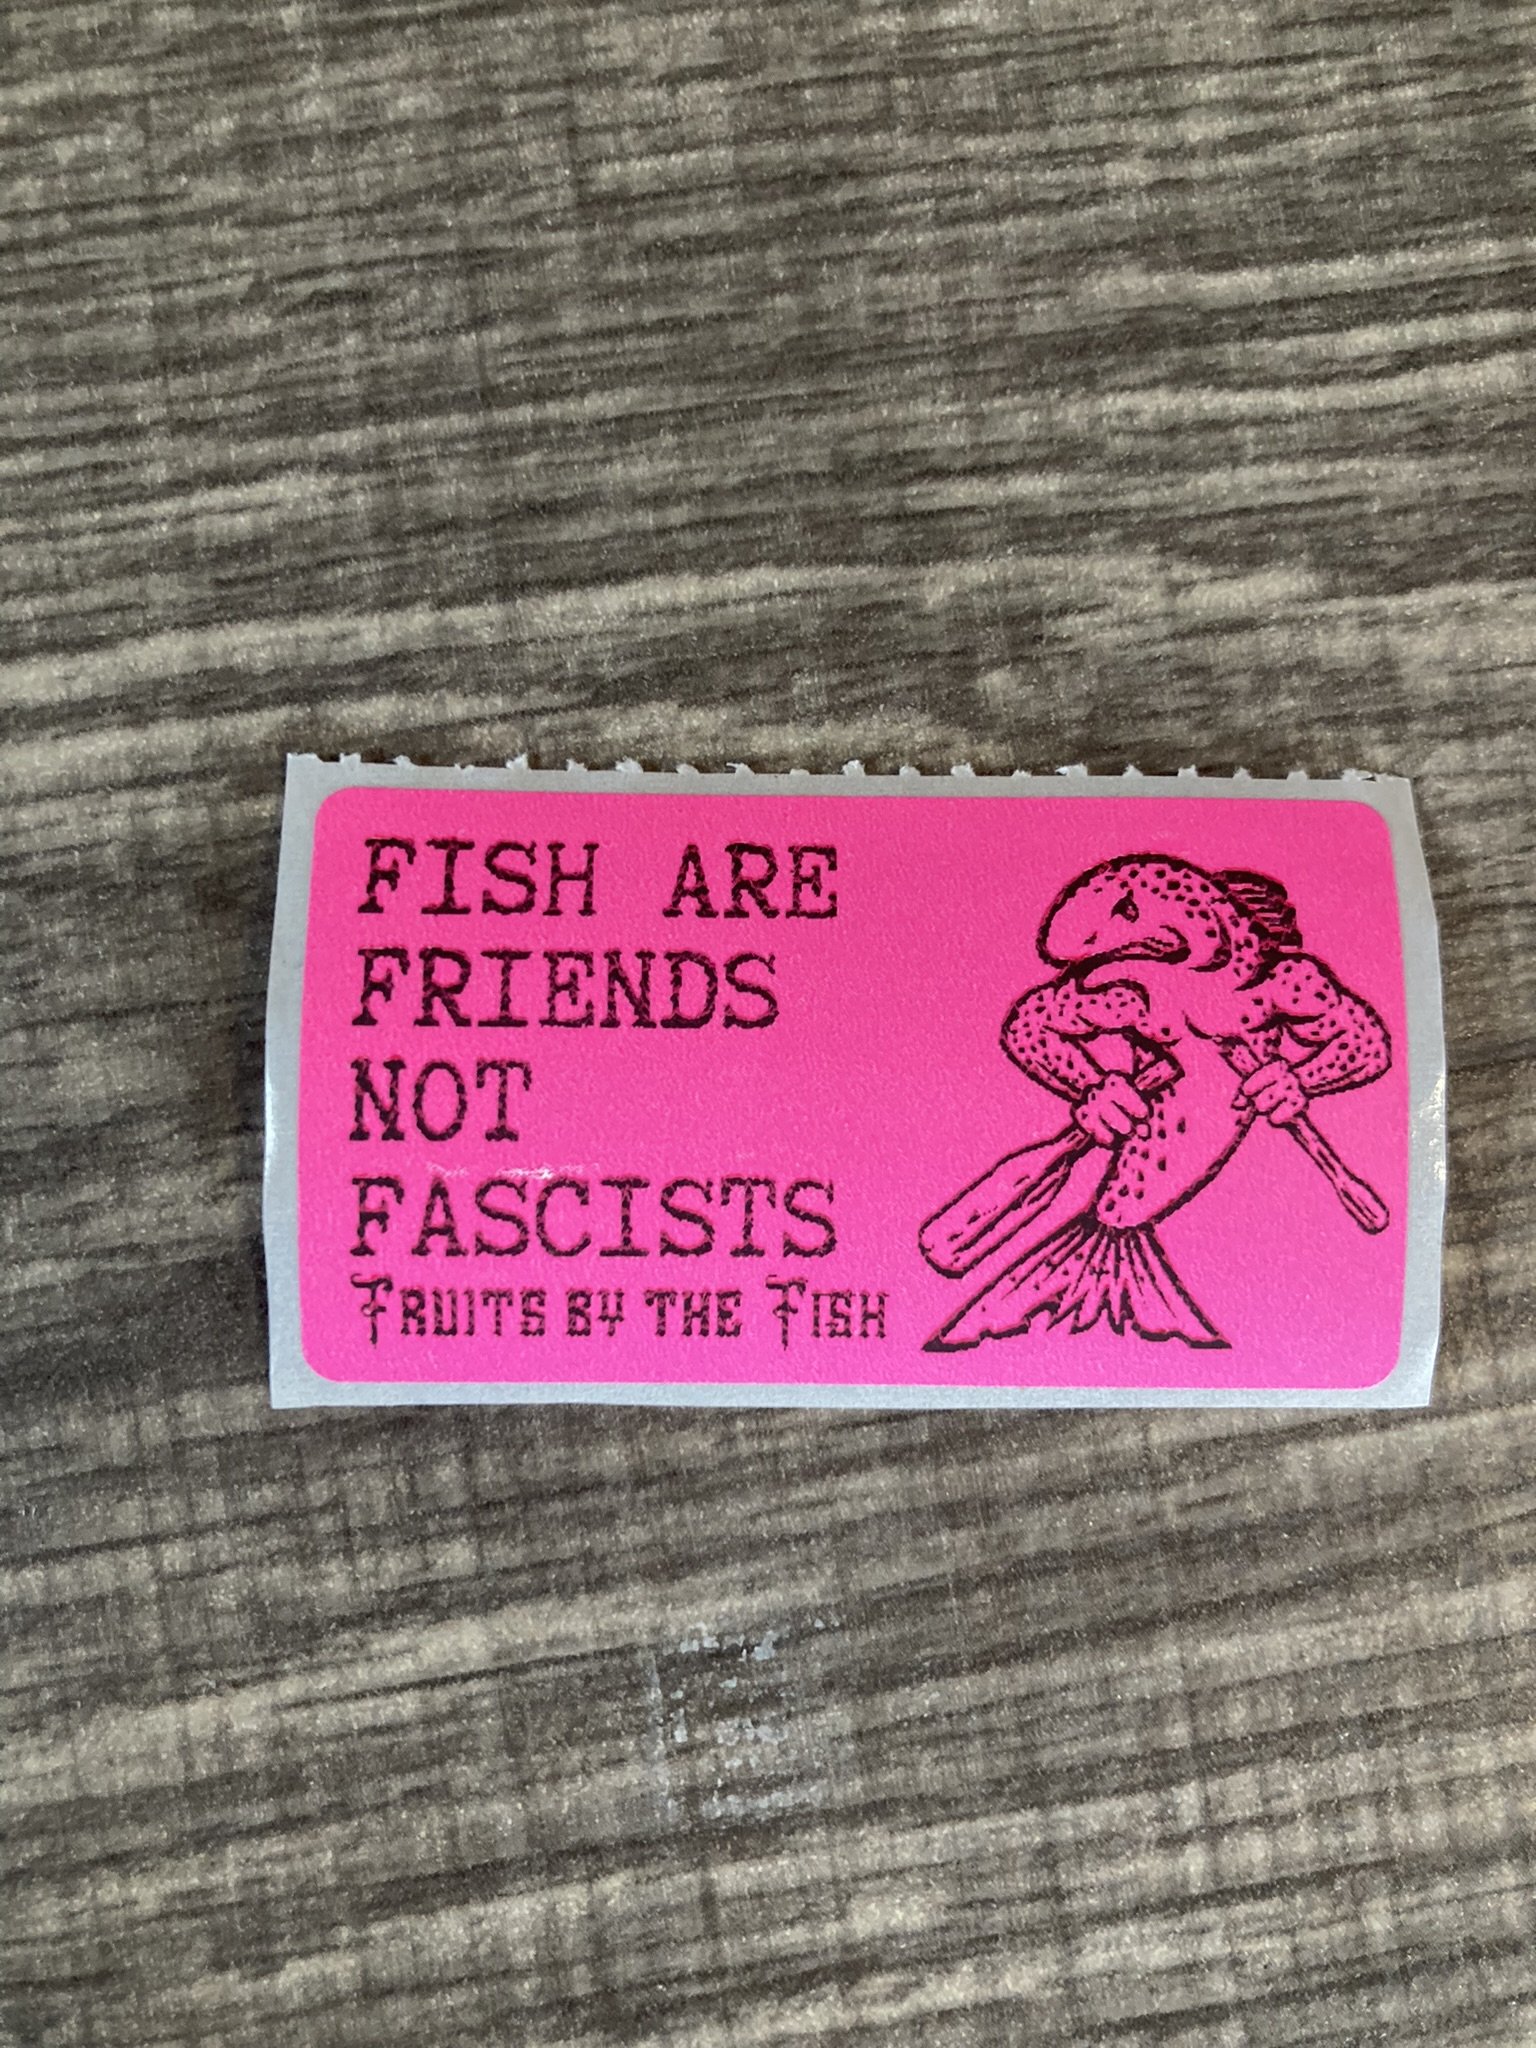 FISH ARE
FRIENDS
NOT
FASCISTS
FRUITS BY THE FISH